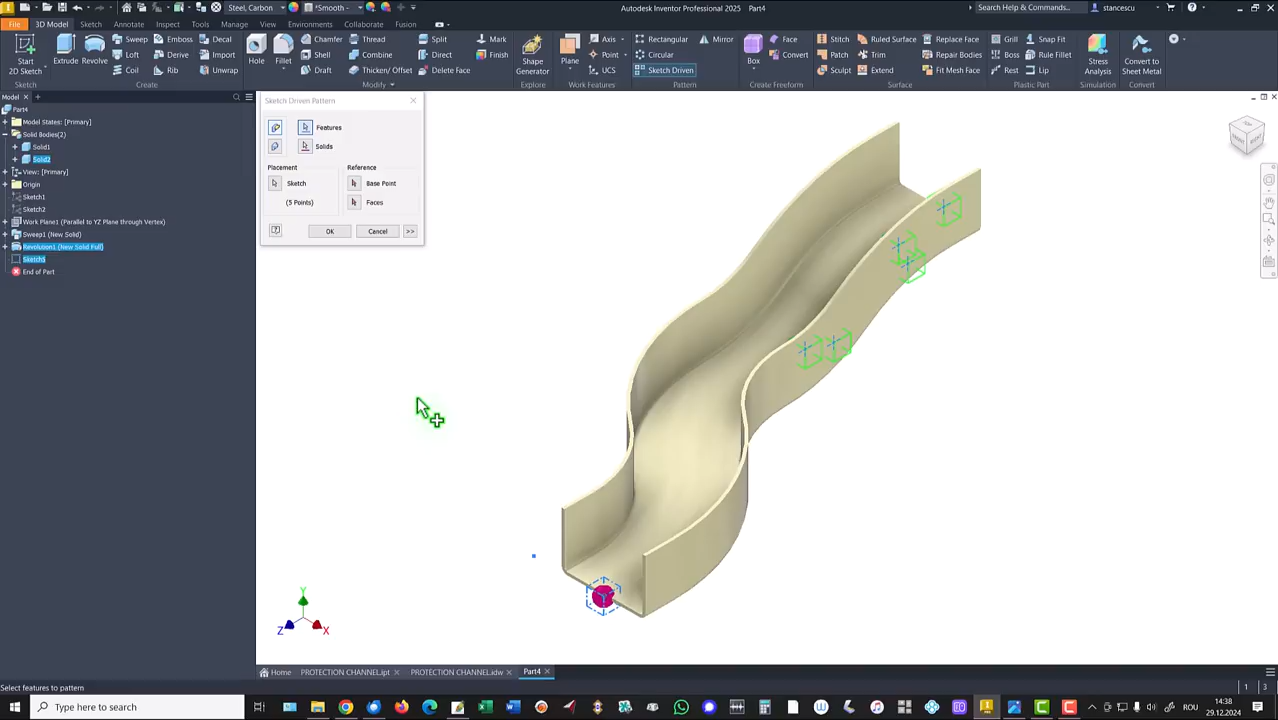 Steel, Carbon
*Smooth
Autodesk Inventor Professional 2025 Part4
Search Help & Commands...
stancescu
File
3D Model
Sketch
Annotate
Inspect
Tools
Manage
View
Environments
Collaborate
Fusion
Start
2D Sketch
Extrude
Revolve
Sweep
Emboss
Decal
Loft
Derive
Import
Coil
Rib
Unwrap
Hole
Fillet
Chamfer
Thread
Split
Mark
Shell
Combine
Direct
Finish
Draft
Thicken/ Offset
Delete Face
Shape
Generator
Plane
Axis
Point
UCS
Rectangular
Mirror
Circular
Sketch Driven
Box
Face
Convert
Stitch
Ruled Surface
Replace Face
Patch
Trim
Repair Bodies
Sculpt
Extend
Fit Mesh Face
Grill
Snap Fit
Boss
Rule Fillet
Rest
Lip
Stress
Analysis
Convert to
Sheet Metal
Sketch
Create
Modify
Explore
Work Features
Pattern
Create Freeform
Surface
Plastic Part
Simulation
Convert
Model
Part4
Model States: [Primary]
Solid Bodies(2)
Solid1
Solid2
View: [Primary]
Origin
Sketch1
Sketch2
Work Plane1 (Parallel to YZ Plane through Vertex)
Sweep1 (New Solid)
Revolution1 (New Solid Full)
Sketch5
End of Part
Sketch Driven Pattern
Features
Solids
Placement
Reference
Sketch
Base Point
(5 Points)
Faces
OK
Cancel
>>
Y
Z
X
Home
PROTECTION CHANNEL.ipt
PROTECTION CHANNEL.idw
Part4
Select features to pattern
1
3
Type here to search
14:38
29.12.2024